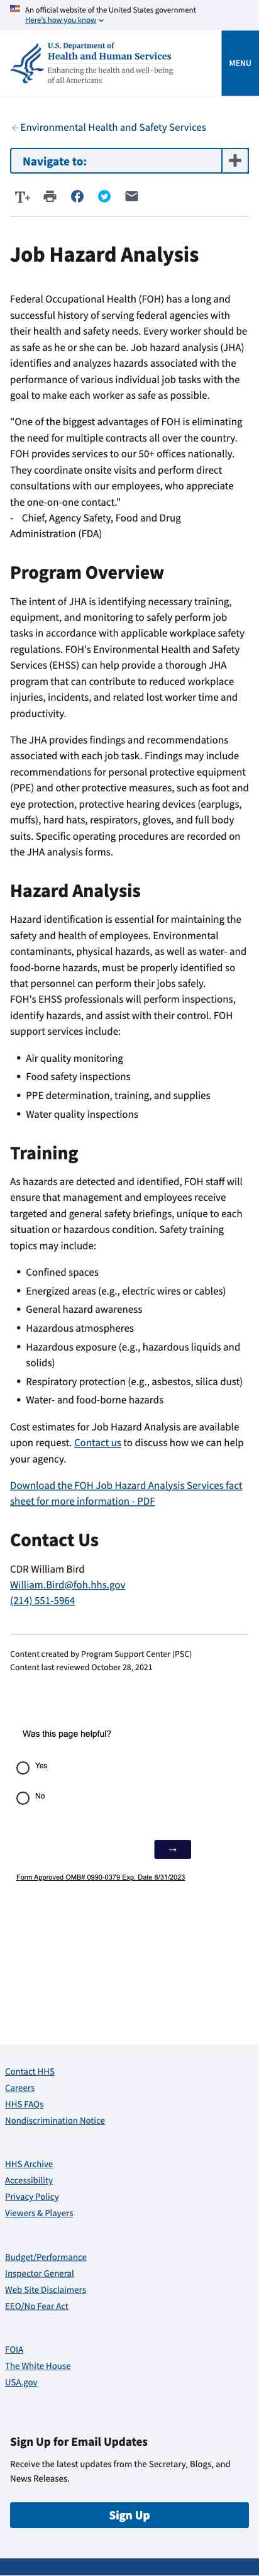 An official website of the United States government
Here's how you know
U.S. Department of
Health and Human Services
Enhancing the health and well-being
of all Americans
MENU
Environmental Health and Safety Services
Navigate to:
T+
Job Hazard Analysis
Federal Occupational Health (FOH) has a long and
successful history of serving federal agencies with
their health and safety needs. Every worker should be
as safe as he or she can be. Job hazard analysis (JHA)
identifies and analyzes hazards associated with the
performance of various individual job tasks with the
goal to make each worker as safe as possible.
"One of the biggest advantages of FOH is eliminating
the need for multiple contracts all over the country.
FOH provides services to our 50+ offices nationally.
They coordinate onsite visits and perform direct
consultations with our employees, who appreciate
the one-on-one contact."
- Chief, Agency Safety, Food and Drug
Administration (FDA)
Program Overview
The intent of JHA is identifying necessary training,
equipment, and monitoring to safely perform job
tasks in accordance with applicable workplace safety
regulations. FOH's Environmental Health and Safety
Services (EHSS) can help provide a thorough JHA
program that can contribute to reduced workplace
injuries, incidents, and related lost worker time and
productivity.
The JHA provides findings and recommendations
associated with each job task. Findings may include
recommendations for personal protective equipment
(PPE) and other protective measures, such as foot and
eye protection, protective hearing devices (earplugs,
muffs), hard hats, respirators, gloves, and full body
suits. Specific operating procedures are recorded on
the JHA analysis forms.
Hazard Analysis
Hazard identification is essential for maintaining the
safety and health of employees. Environmental
contaminants, physical hazards, as well as water- and
food-borne hazards, must be properly identified so
that personnel can perform their jobs safely.
FOH's EHSS professionals will perform inspections,
identify hazards, and assist with their control. FOH
support services include:
• Air quality monitoring
• Food safety inspections
• PPE determination, training, and supplies
• Water quality inspections
Training
As hazards are detected and identified, FOH staff will
ensure that management and employees receive
targeted and general safety briefings, unique to each
situation or hazardous condition. Safety training
topics may include:
• Confined spaces
• Energized areas (e.g., electric wires or cables)
• General hazard awareness
• Hazardous atmospheres
• Hazardous exposure (e.g., hazardous liquids and
solids)
• Respiratory protection (e.g., asbestos, silica dust)
• Water- and food-borne hazards
Cost estimates for Job Hazard Analysis are available
upon request. Contact us to discuss how we can help
your agency.
Download the FOH Job Hazard Analysis Services fact
sheet for more information - PDF
Contact Us
CDR William Bird
William.Bird@foh.hhs.gov
(214) 551-5964
Content created by Program Support Center (PSC)
Content last reviewed October 28, 2021
Was this page helpful?
Yes
No
→
Form Approved OMB# 0990-0379 Exp. Date 8/31/2023
Contact HHS
Careers
HHS FAQs
Nondiscrimination Notice
HHS Archive
Accessibility
Privacy Policy
Viewers & Players
Budget/Performance
Inspector General
Web Site Disclaimers
EEO/No Fear Act
FOIA
The White House
USA.gov
Sign Up for Email Updates
Receive the latest updates from the Secretary, Blogs, and
News Releases.
Sign Up